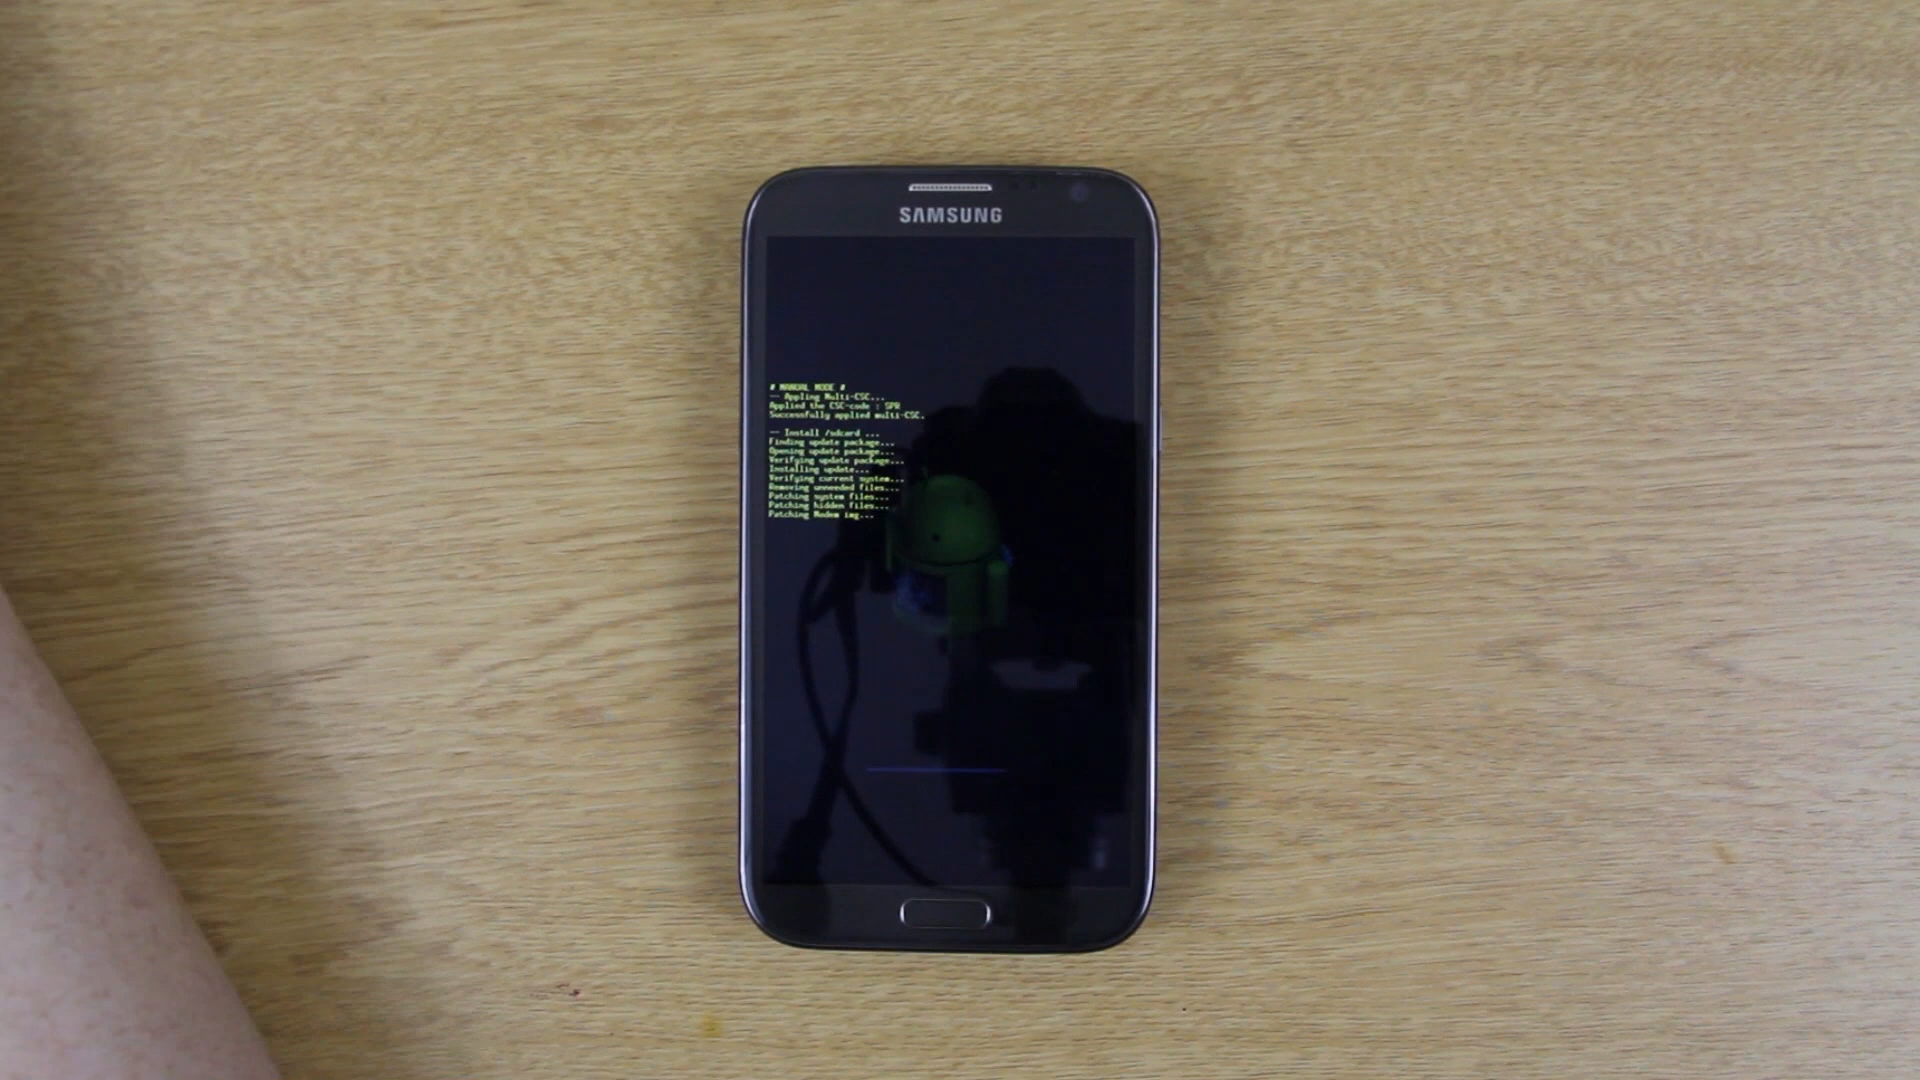 SAMSUNG
# MANUAL MODE #
-- Appling Multi-CSC...
Applied the CSC-code : SPR
Successfully applied multi-CSC.
-- Install /sdcard ...
Finding update package...
Opening update package...
Verifying update package...
Installing update...
Verifying current system...
Removing unneeded files...
Patching system files...
Patching hidden files...
Patching Modem img...